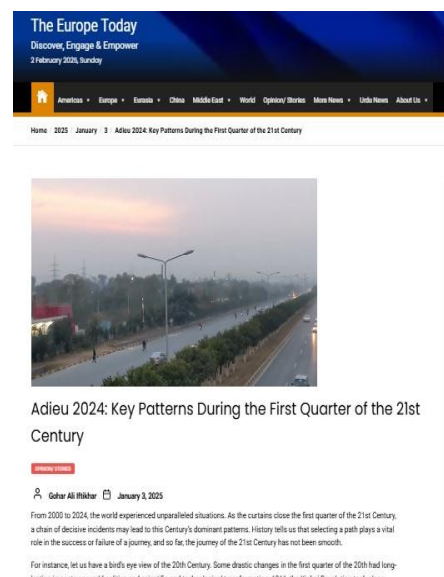 The Europe Today
Discover, Engage & Empower
2 February 2025, Sunday
Americas Europe Eurasia China Middle East World Opinion/ Stories More News Urdu News About Us
Home / 2025 / January / 3 / Adieu 2024: Key Patterns During the First Quarter of the 21st Century
Adieu 2024: Key Patterns During the First Quarter of the 21st
Century
OPINION/ STORIES
Gohar Ali Iftikhar January 3, 2025
From 2000 to 2024, the world experienced unparalleled situations. As the curtains close the first quarter of the 21st Century,
a chain of decisive incidents may lead to this Century's dominant patterns. History tells us that selecting a path plays a vital
role in the success or failure of a journey, and so far, the journey of the 21st Century has not been smooth.
For instance, let us have a bird's eye view of the 20th Century. Some drastic changes in the first quarter of the 20th had long-